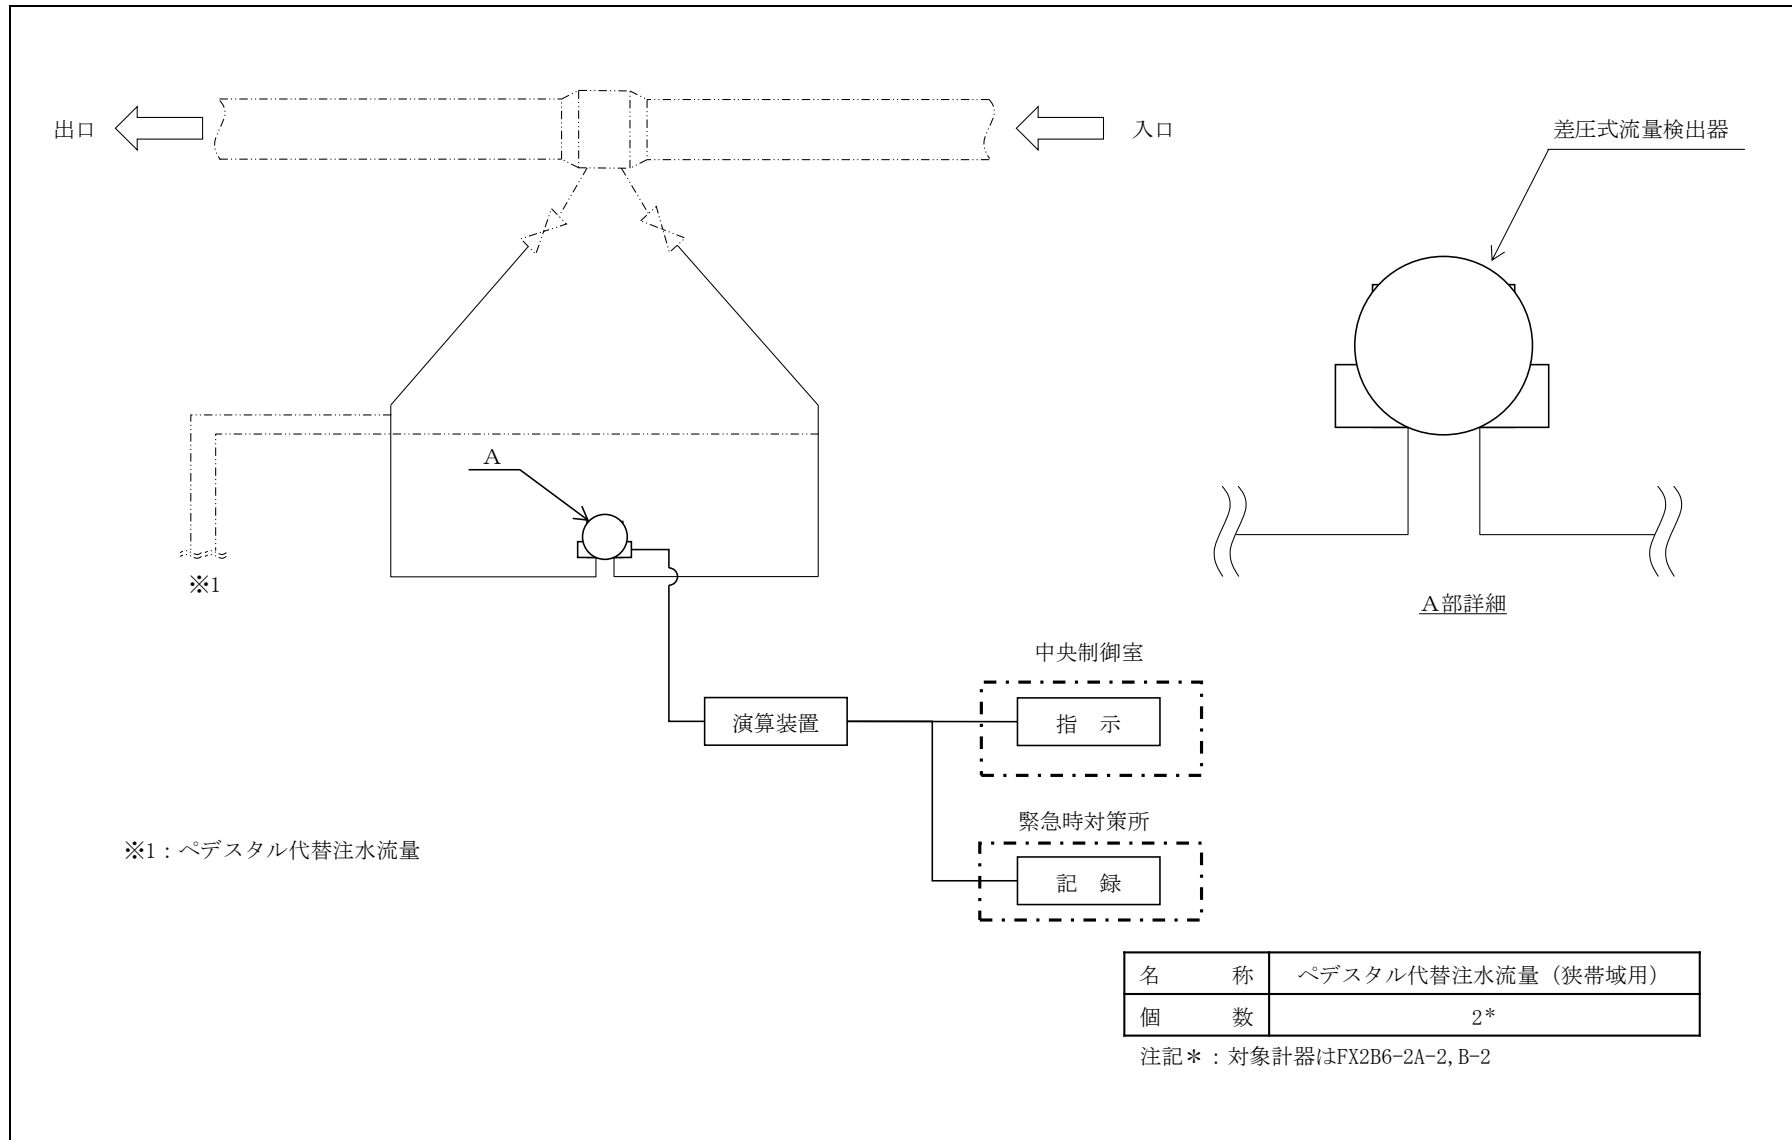 出口
入口
差圧式流量検出器
A
※1
A部詳細
中央制御室
演算装置
指 示
緊急時対策所
記 録
※1：ペデスタル代替注水流量
名 称 ペデスタル代替注水流量（狭帯域用）
個 数 2*
注記＊：対象計器はFX2B6-2A-2, B-2